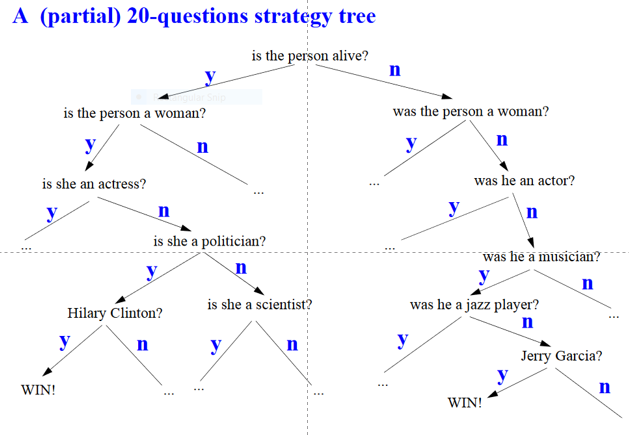 A (partial) 20-questions strategy tree
is the person alive?
y
n
is the person a woman?
was the person a woman?
y
n
y
n
is she an actress?
...
...
was he an actor?
y
n
y
n
...
is she a politician?
...
was he a musician?
y
n
y
n
Hilary Clinton?
is she a scientist?
was he a jazz player?
...
y
n
y
n
y
n
Jerry Garcia?
WIN!
...
...
...
...
y
n
WIN!